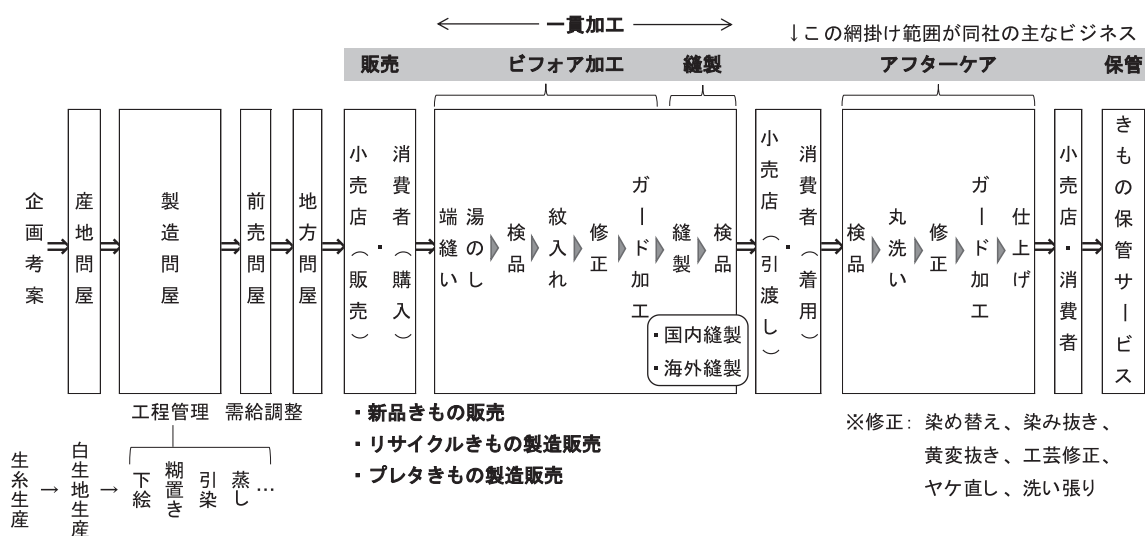 一貫加工
↓この網掛け範囲が同社の主なビジネス
販売
ビフォア加工
縫製
アフターケア
保管
企画考案
産地問屋
製造問屋
前売問屋
地方問屋
小売店（販売）・消費者（購入）
端縫い
湯のし
検品
紋入れ
修正
ガード加工
縫製
検品
・国内縫製
・海外縫製
小売店（引渡し）・消費者（着用）
検品
丸洗い
修正
ガード加工
仕上げ
小売店・消費者
きもの保管サービス
工程管理 需給調整
・新品きもの販売
・リサイクルきもの製造販売
・プレタきもの製造販売
※修正: 染め替え、染み抜き、
黄変抜き、工芸修正、
ヤケ直し、洗い張り
生糸生産
→
白生地生産
→
下絵
糊置き
引染
蒸し
…